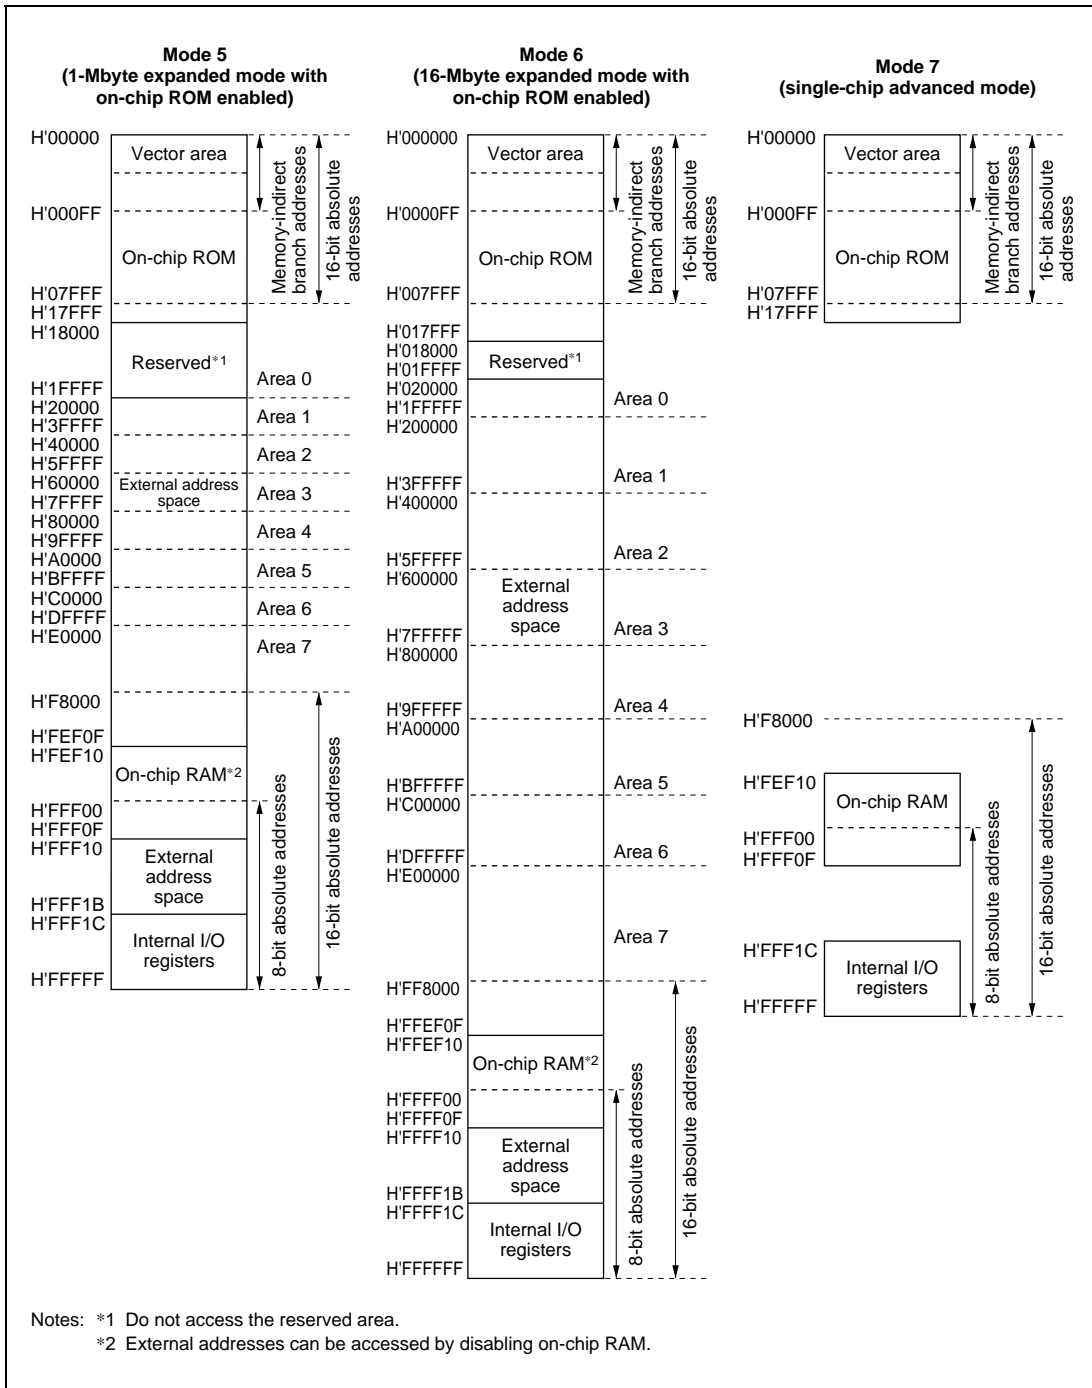 Mode 5
(1-Mbyte expanded mode with
on-chip ROM enabled)
H'00000
Vector area
H'000FF
On-chip ROM
H'07FFF
H'17FFF
H'18000
Reserved*1
H'1FFFF
H'20000
H'3FFFF
H'40000
H'5FFFF
H'60000
H'7FFFF
H'80000
H'9FFFF
H'A0000
H'BFFFF
H'C0000
H'DFFFF
H'E0000
External address
space
Area 0
Area 1
Area 2
Area 3
Area 4
Area 5
Area 6
Area 7
H'F8000
H'FEF0F
H'FEF10
On-chip RAM*2
H'FFF00
H'FFF0F
H'FFF10
External
address
space
H'FFF1B
H'FFF1C
Internal I/O
registers
H'FFFFF
Memory-indirect
branch addresses
16-bit absolute
addresses
8-bit absolute addresses
16-bit absolute addresses
Mode 6
(16-Mbyte expanded mode with
on-chip ROM enabled)
H'000000
Vector area
H'0000FF
On-chip ROM
H'007FFF
H'017FFF
H'018000
Reserved*1
H'01FFFF
H'020000
H'1FFFFF
H'200000
H'3FFFFF
H'400000
H'5FFFFF
H'600000
External
address
space
H'7FFFFF
H'800000
H'9FFFFF
H'A00000
H'BFFFFF
H'C00000
H'DFFFFF
H'E00000
Area 0
Area 1
Area 2
Area 3
Area 4
Area 5
Area 6
Area 7
H'FF8000
H'FFEF0F
H'FFEF10
On-chip RAM*2
H'FFFF00
H'FFFF0F
H'FFFF10
External
address
space
H'FFFF1B
H'FFFF1C
Internal I/O
registers
H'FFFFFF
Memory-indirect
branch addresses
16-bit absolute
addresses
8-bit absolute addresses
16-bit absolute addresses
Mode 7
(single-chip advanced mode)
H'00000
Vector area
H'000FF
On-chip ROM
H'07FFF
H'17FFF
Memory-indirect
branch addresses
16-bit absolute
addresses
H'F8000
H'FEF10
On-chip RAM
H'FFF00
H'FFF0F
H'FFF1C
Internal I/O
registers
H'FFFFF
8-bit absolute addresses
16-bit absolute addresses
Notes: *1 Do not access the reserved area.
*2 External addresses can be accessed by disabling on-chip RAM.